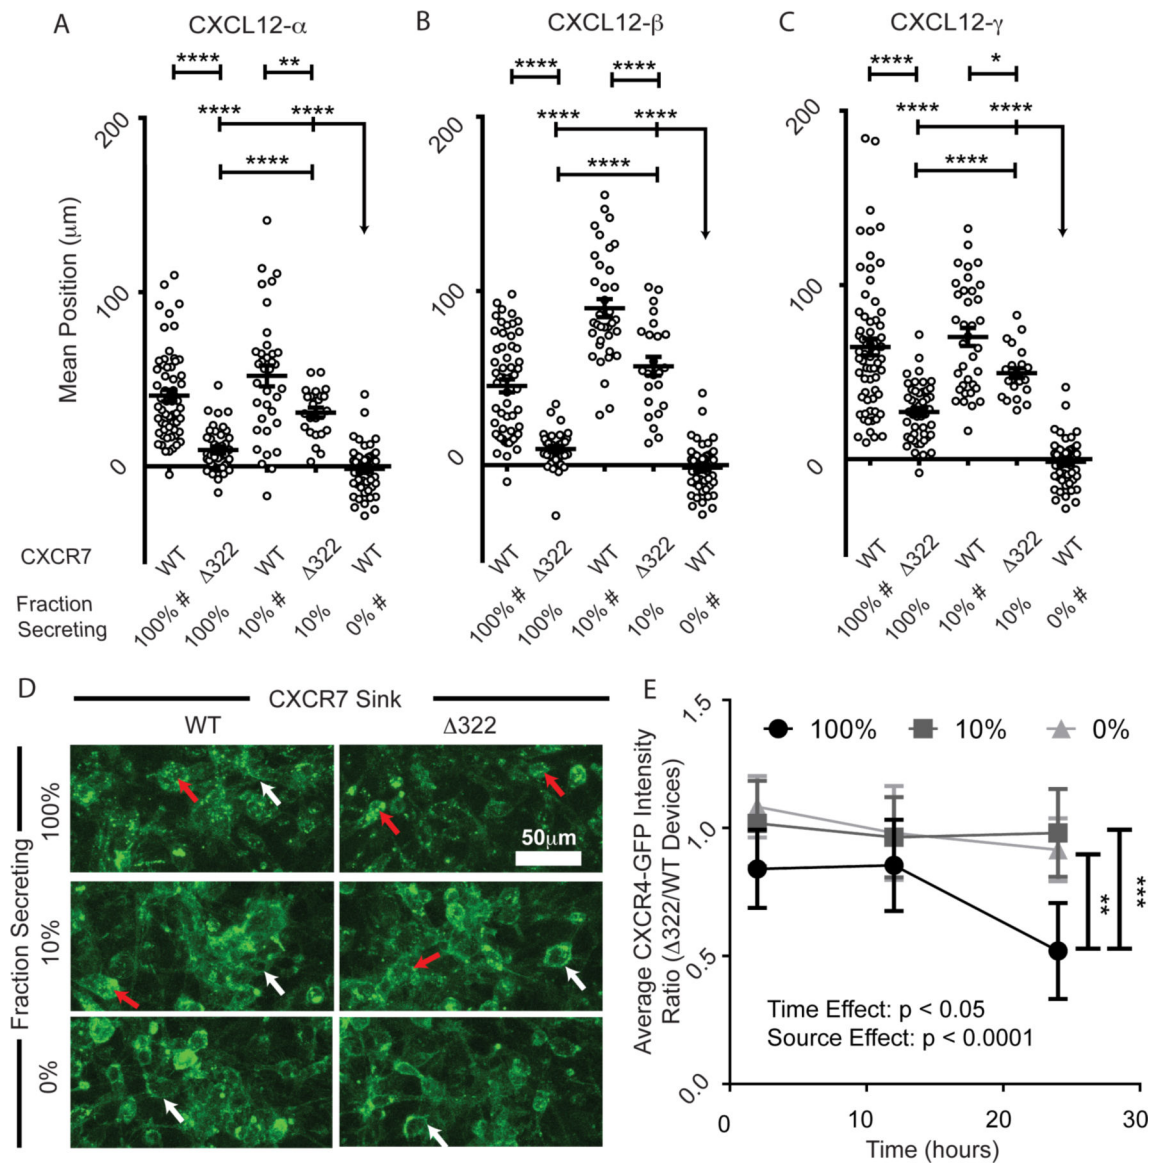 A CXCL12-α
B CXCL12-β
C CXCL12-γ
**** **
**** ****
****
**** ****
**** ****
****
**** *
**** ****
****
Mean Position (μm)
200
100
0
200
100
0
200
100
0
CXCR7 WT Δ322 WT Δ322 WT
WT Δ322 WT Δ322 WT
WT Δ322 WT Δ322 WT
Fraction
Secreting
100% # 100% 10% # 10% 0% #
100% # 100% 10% # 10% 0% #
100% # 100% 10% # 10% 0% #
D CXCR7 Sink
WT Δ322
Fraction Secreting
100%
50μm
10%
0%
E
Average CXCR4-GFP Intensity
Ratio (Δ322/WT Devices)
1.5
1.0
0.5
0.0
100% 10% 0%
**
***
Time Effect: p < 0.05
Source Effect: p < 0.0001
0 10 20 30
Time (hours)